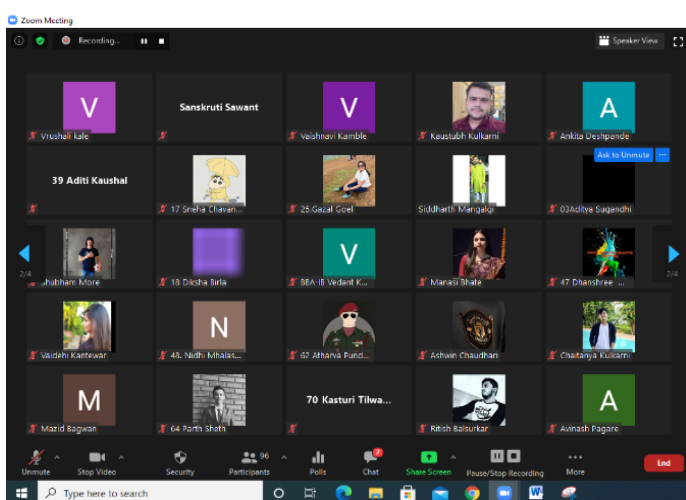 Zoom Meeting
Recording...
Speaker View
V
Sanskruti Sawant
V
A
Vrushali kale
Vaishnavi Kamble
Kaustubh Kulkarni
Ankita Deshpande
39 Aditi Kaushal
Ask to Unmute ...
17 Sneha Chavan...
25.Gazal Goel
Siddharth Mangalgi
03Aditya Sugandhi
V
2/4
2/4
Shubham More
18 Diksha Birla
BBA-IB Vedant K...
Manasi Bhate
47 Dhanshree ...
N
Vaidehi Kantewar
48. Nidhi Mhalas...
62 Atharva Pund...
Ashwin Chaudhari
Chaitanya Kulkarni
M
70 Kasturi Tilwa...
A
Mazid Bagwan
64 Parth Sheth
Ritish Balsurkar
Avinash Pagare
96
2
Unmute
Stop Video
Security
Participants
Polls
Chat
Share Screen
Pause/Stop Recording
More
End
Type here to search
W